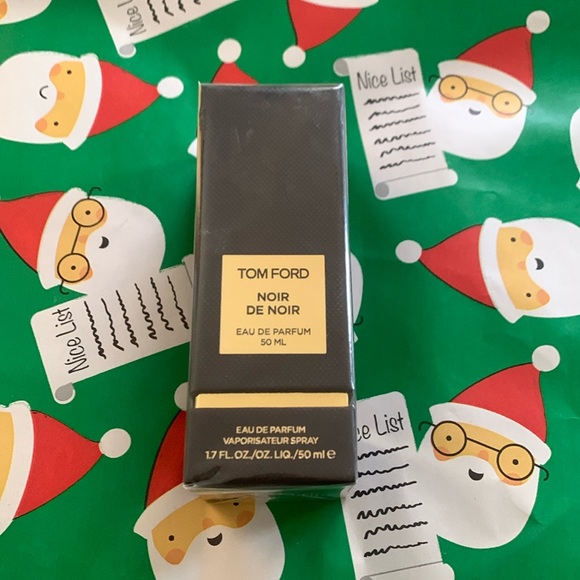 Nice List
Nice List
TOM FORD
NOIR
DE NOIR
EAU DE PARFUM
50 ML
Nice List
ce List
EAU DE PARFUM
VAPORISATEUR SPRAY
1.7 FL.OZ./OZ. LIQ./50 ml e